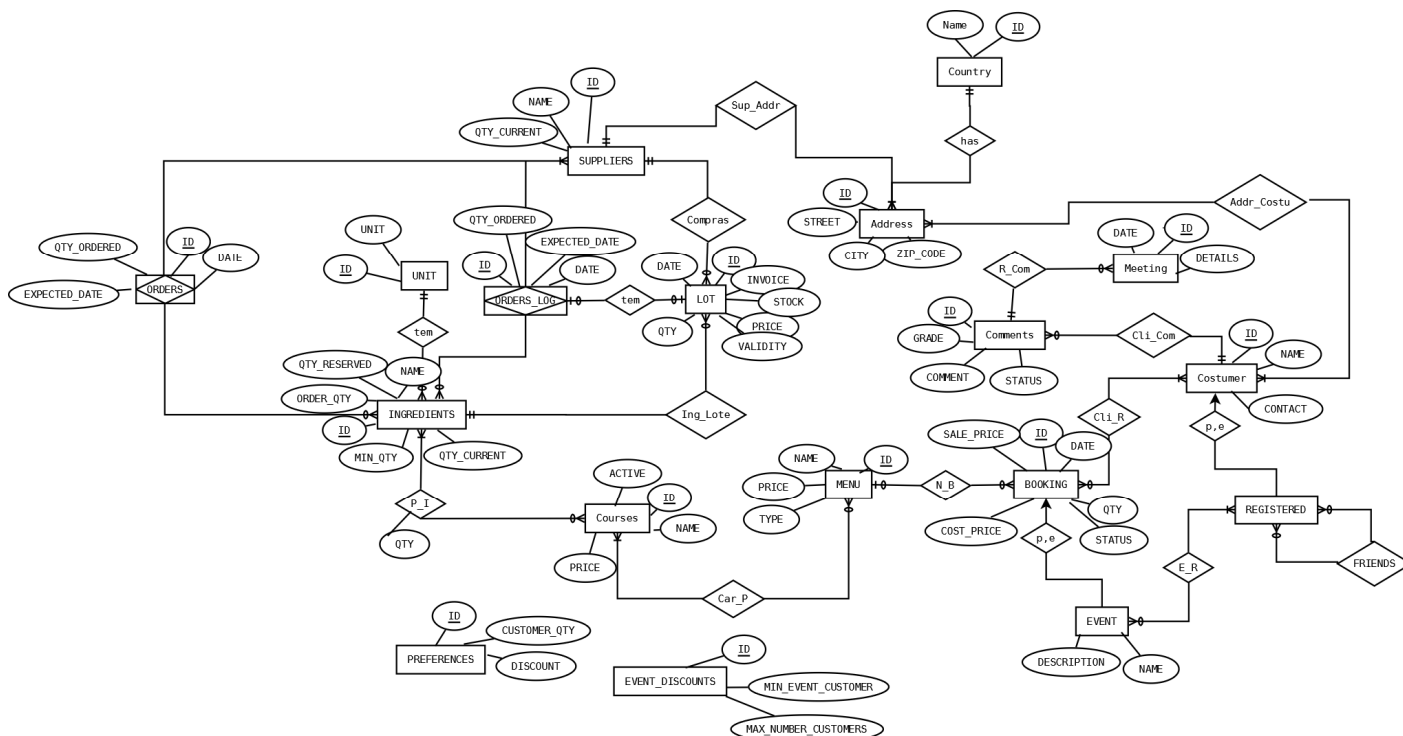 Name
ID
Country
ID
NAME
QTY_CURRENT
SUPPLIERS
Sup_Addr
has
ID
STREET
Address
CITY
ZIP_CODE
Addr_Costu
QTY_ORDERED
ID
DATE
EXPECTED_DATE
ORDERS
UNIT
ID
UNIT
tem
QTY_ORDERED
ID
EXPECTED_DATE
DATE
ORDERS_LOG
tem
Compras
DATE
ID
INVOICE
STOCK
LOT
QTY
PRICE
VALIDITY
DATE
ID
DETAILS
Meeting
R_Com
ID
GRADE
Comments
COMMENT
STATUS
Cli_Com
ID
NAME
Costumer
CONTACT
QTY_RESERVED
NAME
ORDER_QTY
INGREDIENTS
ID
MIN_QTY
QTY_CURRENT
Ing_Lote
Cli_R
p,e
P_I
QTY
ACTIVE
ID
Courses
NAME
PRICE
NAME
ID
PRICE
MENU
TYPE
N_B
SALE_PRICE
ID
DATE
BOOKING
QTY
COST_PRICE
STATUS
p,e
REGISTERED
E_R
FRIENDS
Car_P
EVENT
DESCRIPTION
NAME
ID
CUSTOMER_QTY
PREFERENCES
DISCOUNT
ID
EVENT_DISCOUNTS
MIN_EVENT_CUSTOMER
MAX_NUMBER_CUSTOMERS